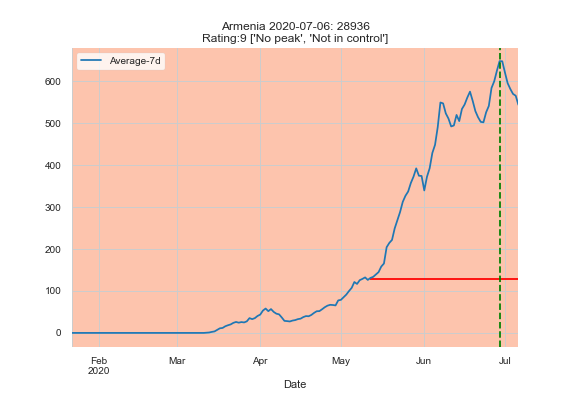 Armenia 2020-07-06: 28936
Rating:9 ['No peak', 'Not in control']
Average-7d
600
500
400
300
200
100
0
Feb Mar Apr May Jun Jul
2020
Date